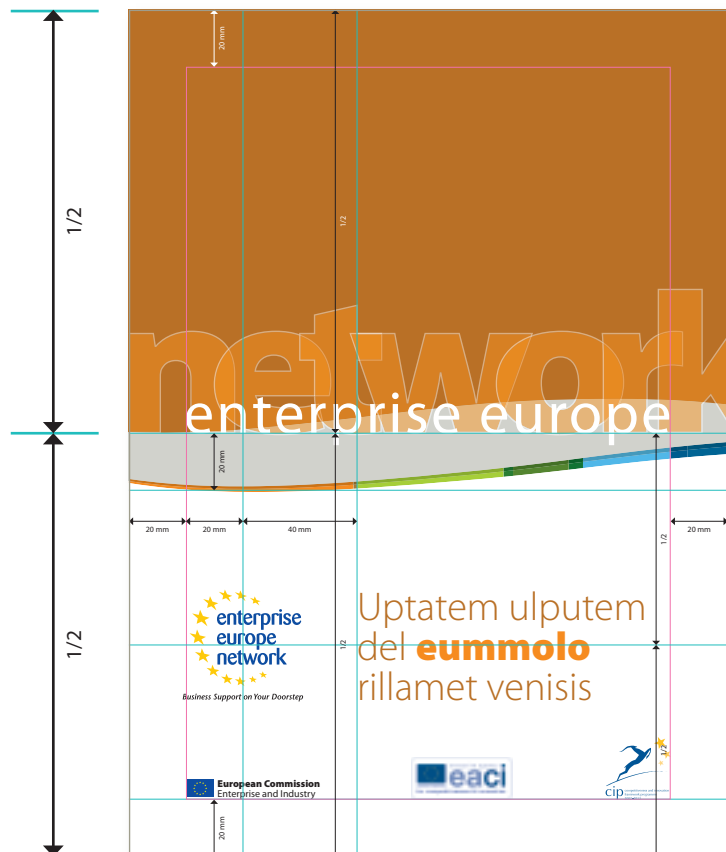 20 mm
1/2
1/2
network
enterprise europe
20 mm
20 mm
20 mm
40 mm
20 mm
1/2
1/2
1/2
enterprise
europe
network
Business Support on Your Doorstep
Uptatem ulputem
del eummolo
rillamet venisis
1/2
European Commission
Enterprise and Industry
eaci
cip
20 mm